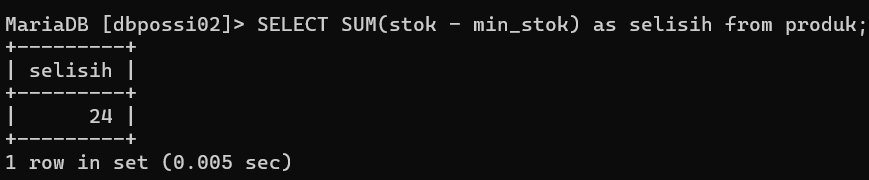 MariaDB [dbpossi02]> SELECT SUM(stok - min_stok) as selisih from produk;
+---------+
| selisih |
+---------+
|      24 |
+---------+
1 row in set (0.005 sec)